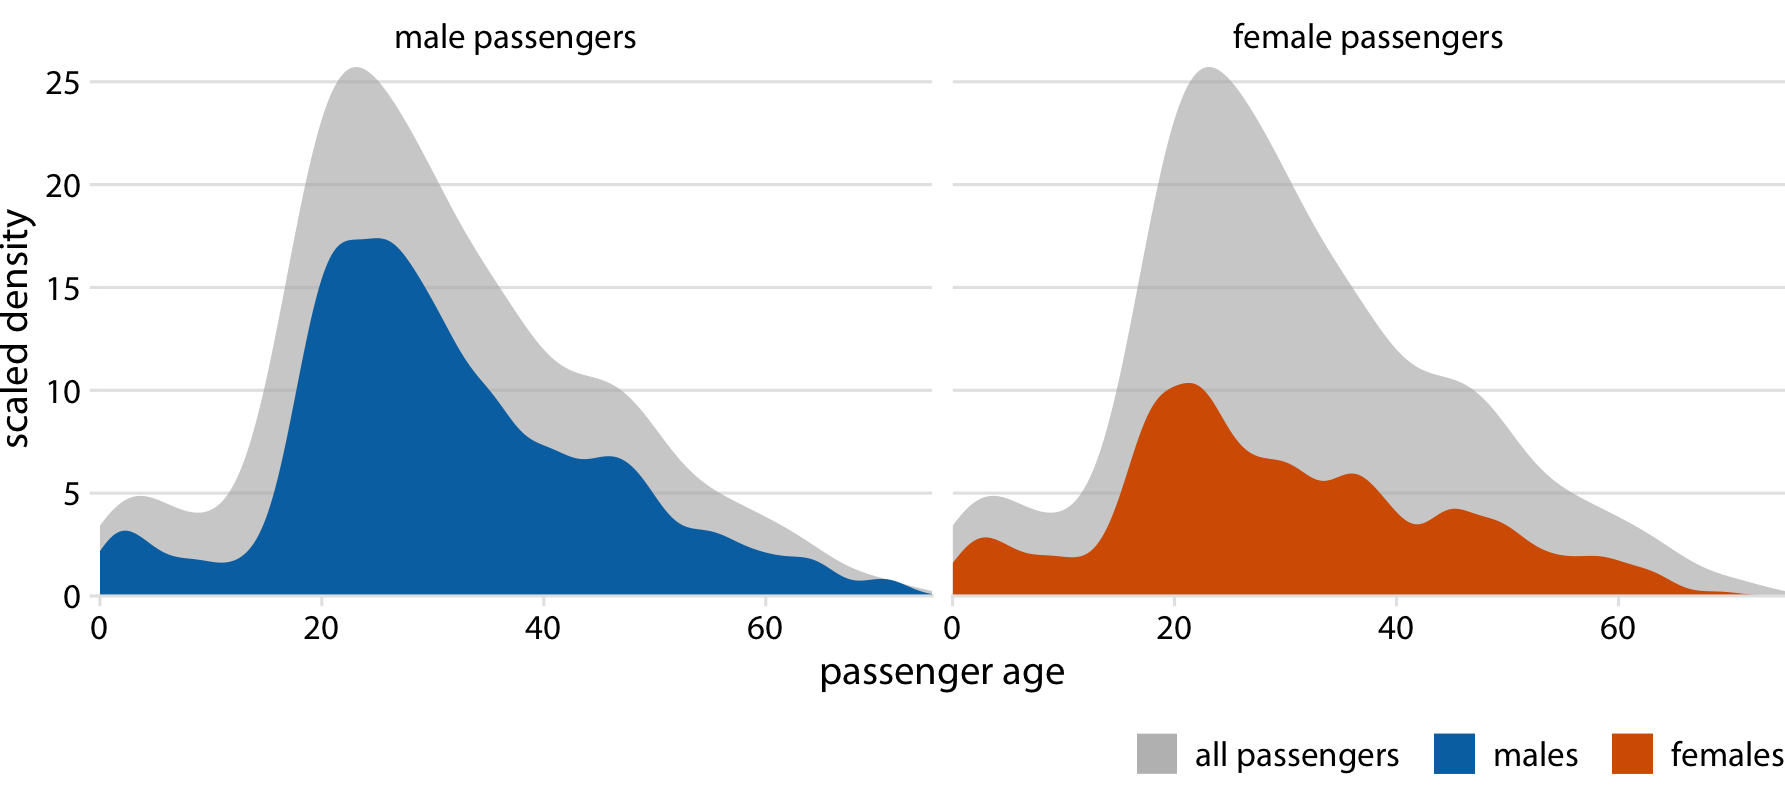 male passengers
female passengers
scaled density
25
20
15
10
5
0
0 20 40 60
0 20 40 60
passenger age
all passengers males females